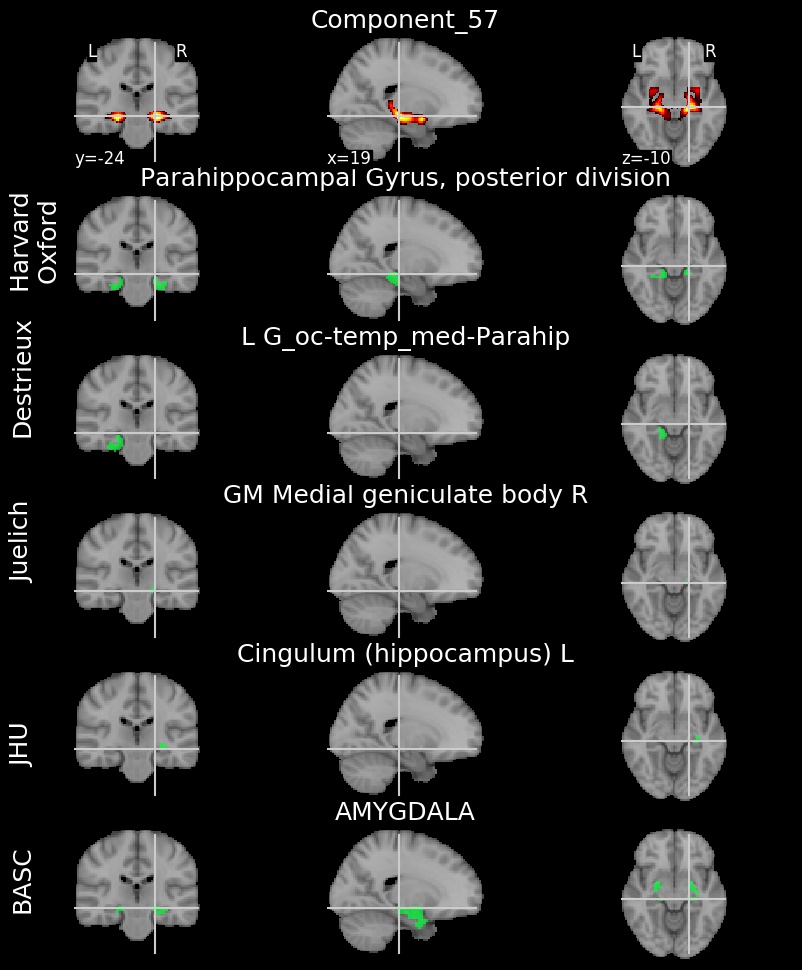 Component_57
L R
L R
y=-24
x=19
z=-10
Parahippocampal Gyrus, posterior division
Harvard
Oxford
L G_oc-temp_med-Parahip
Destrieux
GM Medial geniculate body R
Juelich
Cingulum (hippocampus) L
JHU
AMYGDALA
BASC